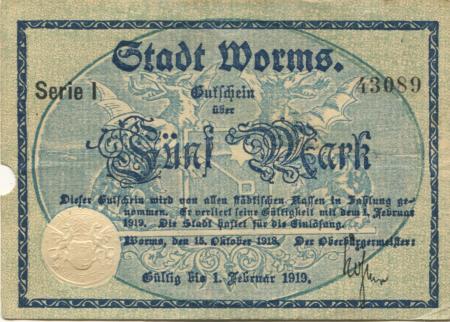 Stadt Worms.
Serie I
43089
Gutschein
über
Fünf Mark
Dieser Gutschein wird von allen städtischen Kassen in Zahlung ge-
nommen. Er verliert seine Gültigkeit mit dem 1. Februar
1919. Die Stadt haftet für die Einlösung.
Worms, den 15. Oktober 1918. Der Oberbürgermeister:
Gültig bis 1. Februar 1919.